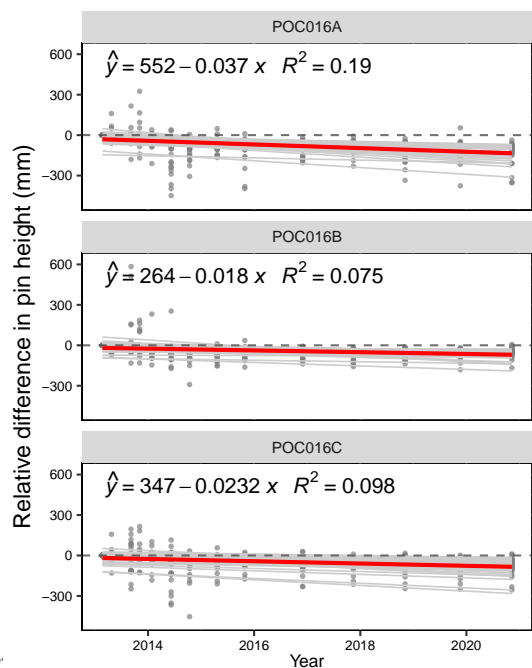 POC016A
600
300
0
−300
ŷ = 552 − 0.037 x R² = 0.19
POC016B
600
300
0
−300
ŷ = 264 − 0.018 x R² = 0.075
POC016C
600
300
0
−300
ŷ = 347 − 0.0232 x R² = 0.098
2014 2016 2018 2020
Year
Relative difference in pin height (mm)